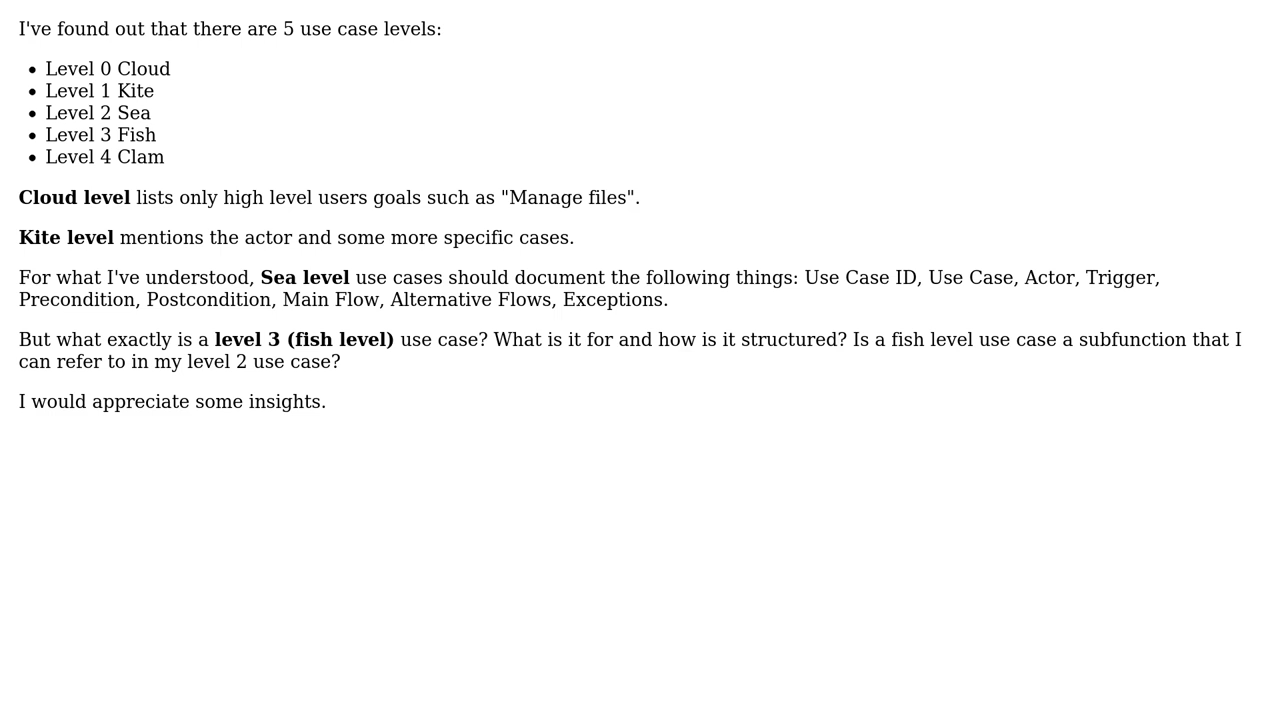 I've found out that there are 5 use case levels:
• Level 0 Cloud
• Level 1 Kite
• Level 2 Sea
• Level 3 Fish
• Level 4 Clam
Cloud level lists only high level users goals such as "Manage files".
Kite level mentions the actor and some more specific cases.
For what I've understood, Sea level use cases should document the following things: Use Case ID, Use Case, Actor, Trigger,
Precondition, Postcondition, Main Flow, Alternative Flows, Exceptions.
But what exactly is a level 3 (fish level) use case? What is it for and how is it structured? Is a fish level use case a subfunction that I
can refer to in my level 2 use case?
I would appreciate some insights.